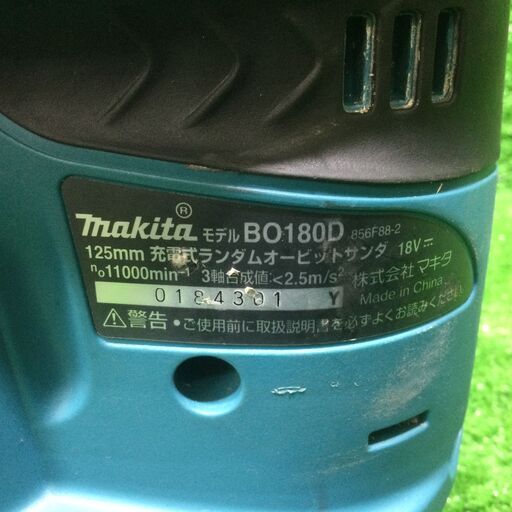 makita® モデル BO180D 856F88-2
125mm 充電式ランダムオービットサンダ 18V⎓
n₀11000min⁻¹ 3軸合成値:<2.5m/s² 株式会社 マキタ
0184301 Y Made in China
⚠警告 • ご使用前に取扱説明書を必ずよくお読みください